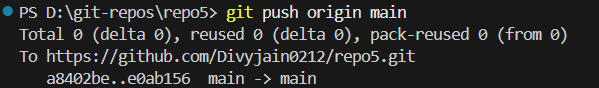 PS D:\git-repos\repo5> git push origin main
Total 0 (delta 0), reused 0 (delta 0), pack-reused 0 (from 0)
To https://github.com/Divyjain0212/repo5.git
   a8402be..e0ab156  main -> main